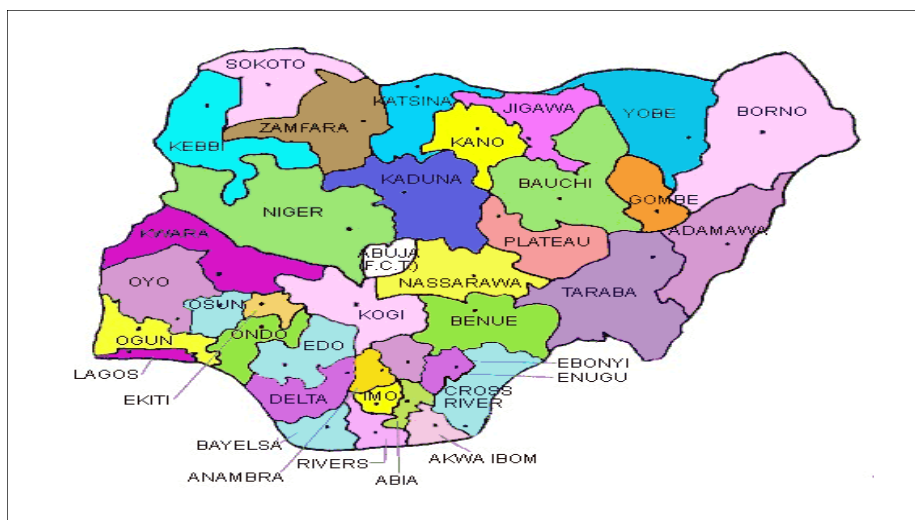 SOKOTO
KATSINA
JIGAWA
YOBE
BORNO
ZAMFARA
KANO
KEBBI
KADUNA
BAUCHI
GOMBE
NIGER
ADAMAWA
KWARA
PLATEAU
ABUJA
(F.C.T.)
NASSARAWA
OYO
TARABA
OSUN
KOGI
BENUE
OGUN
ONDO
EDO
EBONYI
LAGOS
ENUGU
EKITI
DELTA
IMO
CROSS
RIVER
BAYELSA
RIVERS
AKWA IBOM
ANAMBRA
ABIA